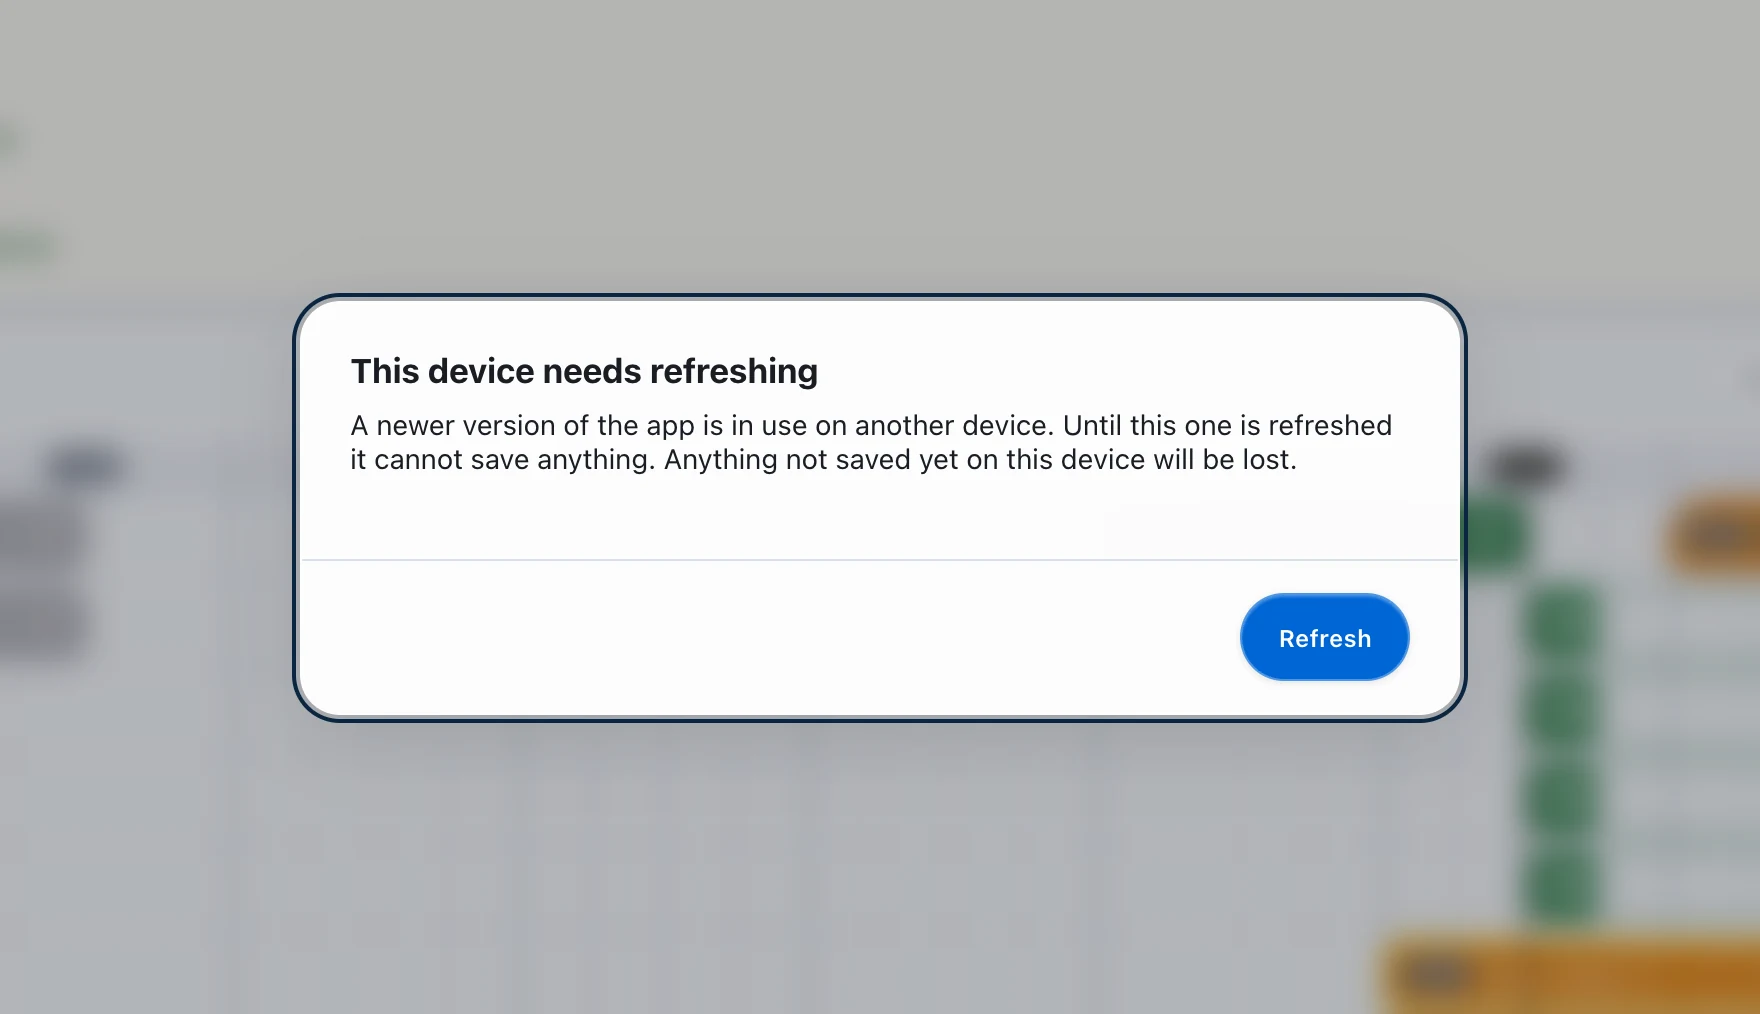 This device needs refreshing
A newer version of the app is in use on another device. Until this one is refreshed
it cannot save anything. Anything not saved yet on this device will be lost.
Refresh